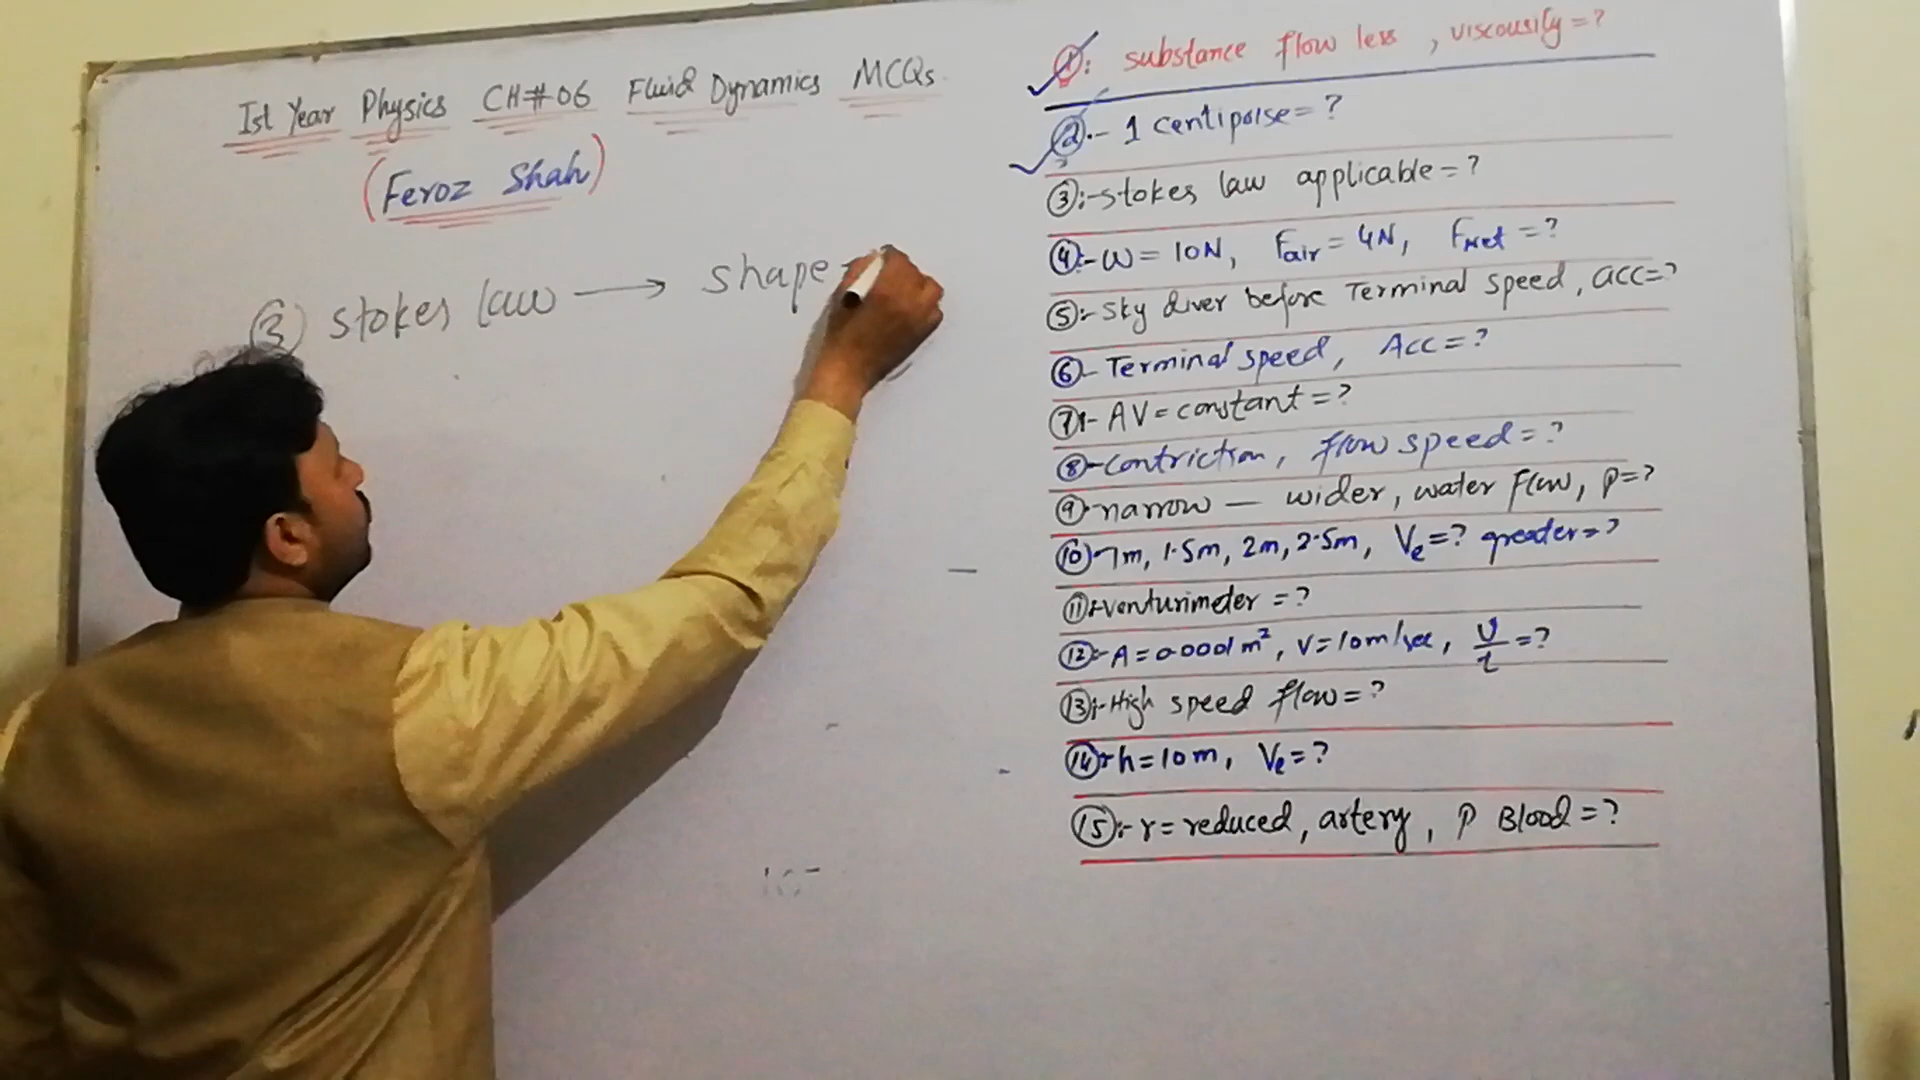 Ist Year Physics CH#06 Fluid Dynamics MCQs
(Feroz Shah)
③ stokes law → shape
①: substance flow less, viscousity=?
②:- 1 centipoise=?
③:-stokes law applicable=?
④:-W= 10N, Fair= 4N, FNet =?
⑤:-sky diver before Terminal speed, acc=?
⑥- Terminal speed, Acc=?
⑦:- AV=constant=?
⑧-contriction, flow speed=?
⑨-narrow — wider, water flow, P=?
⑩-1m, 1.5m, 2m, 2.5m, Ve=? greater=?
⑪:-venturimeter =?
⑫:-A=0.0001m², V=10m/sec, V/t=?
⑬:-High speed flow=?
⑭:-h=10m, Ve=?
⑮:-r=reduced, artery, P Blood=?